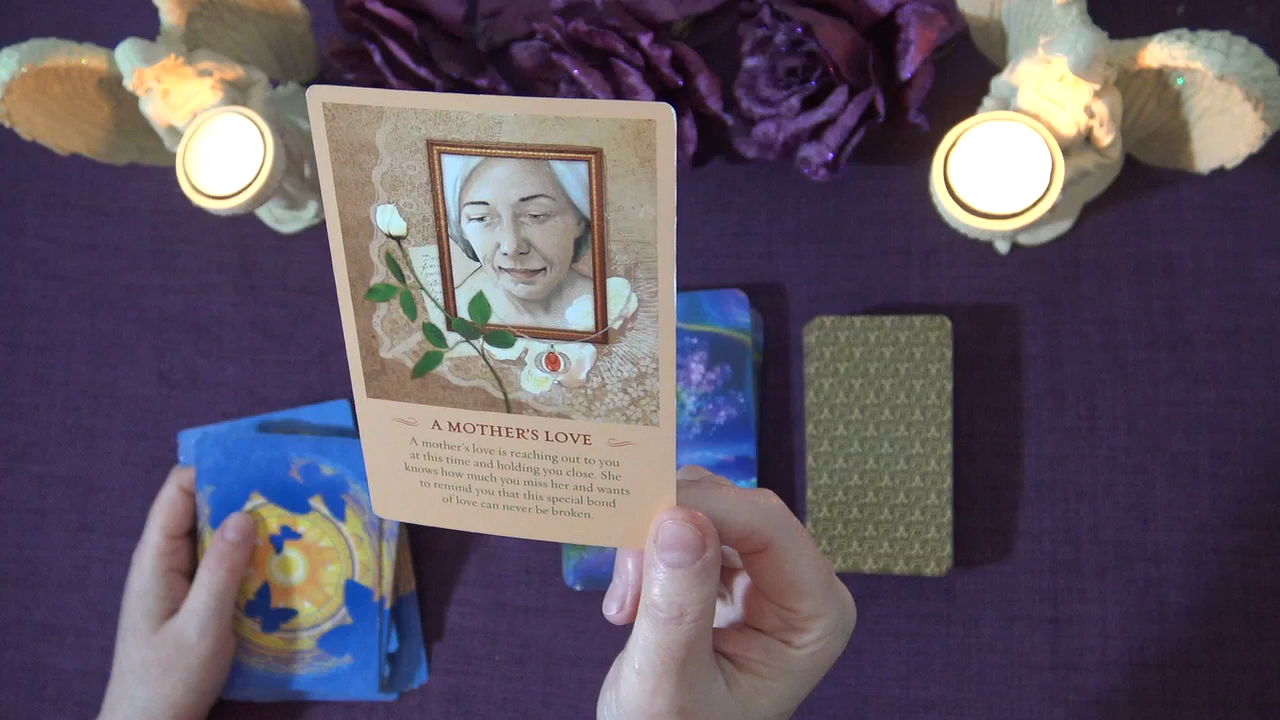 A MOTHER'S LOVE
A mother's love is reaching out to you
at this time and holding you close. She
knows how much you miss her and wants
to remind you that this special bond
of love can never be broken.